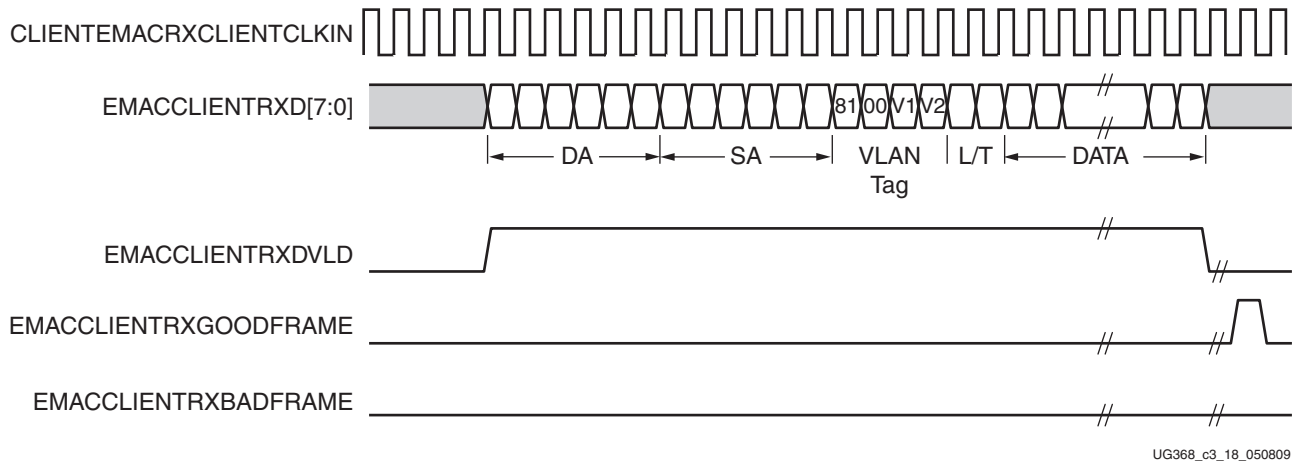 CLIENTEMACRXCLIENTCLKIN
EMACCLIENTRXD[7:0]
81 00 V1 V2
DA SA VLAN L/T DATA
Tag
EMACCLIENTRXDVLD
EMACCLIENTRXGOODFRAME
EMACCLIENTRXBADFRAME
UG368_c3_18_050809